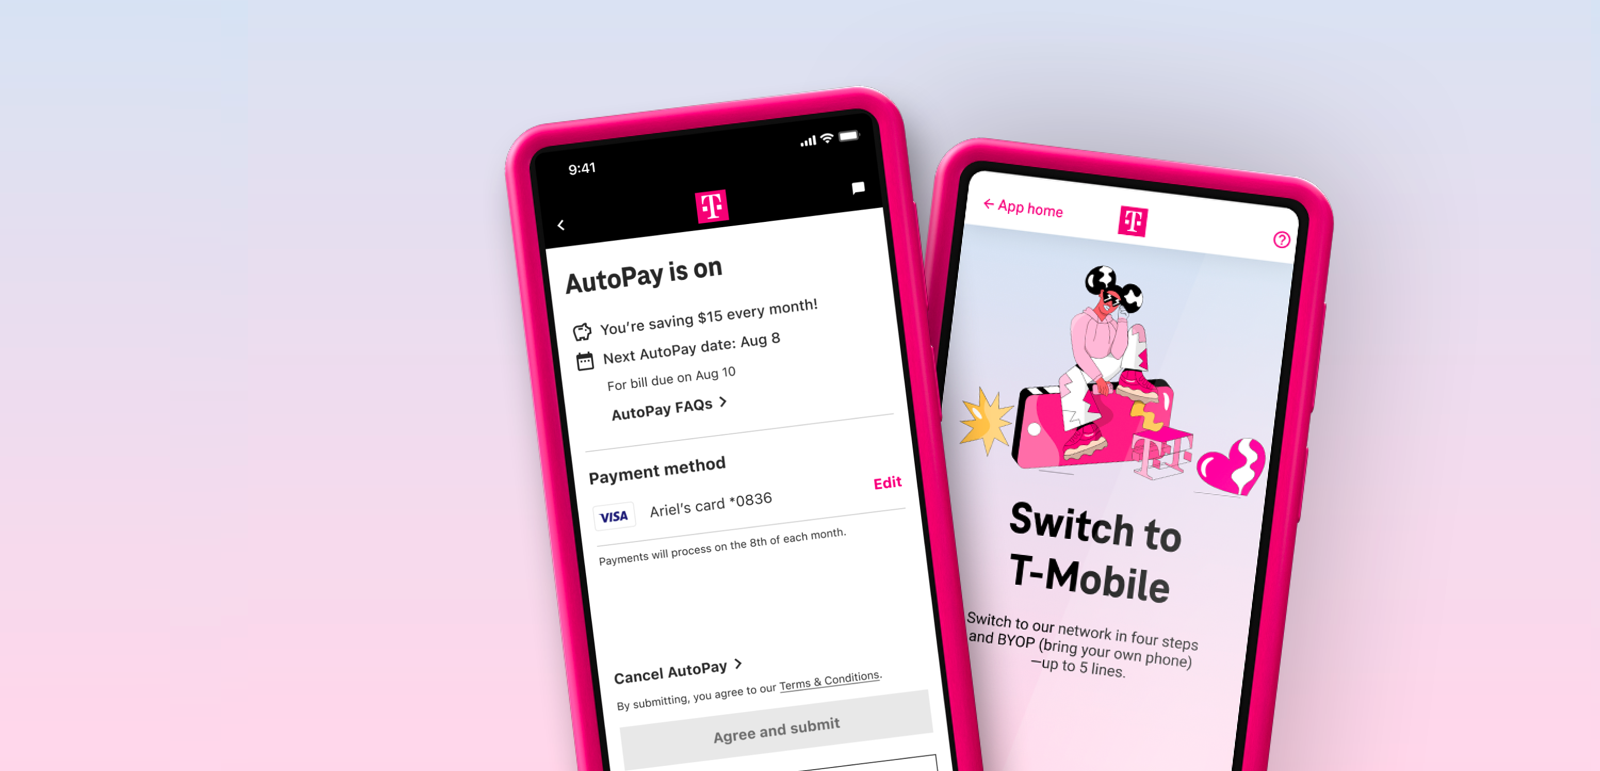 9:41
T
AutoPay is on
You're saving $15 every month!
Next AutoPay date: Aug 8
For bill due on Aug 10
AutoPay FAQs >
Payment method
VISA Ariel's card *0836 Edit
Payments will process on the 8th of each month.
Cancel AutoPay >
By submitting, you agree to our Terms & Conditions.
Agree and submit
← App home
T
?
Switch to
T-Mobile
Switch to our network in four steps
and BYOP (bring your own phone)
—up to 5 lines.